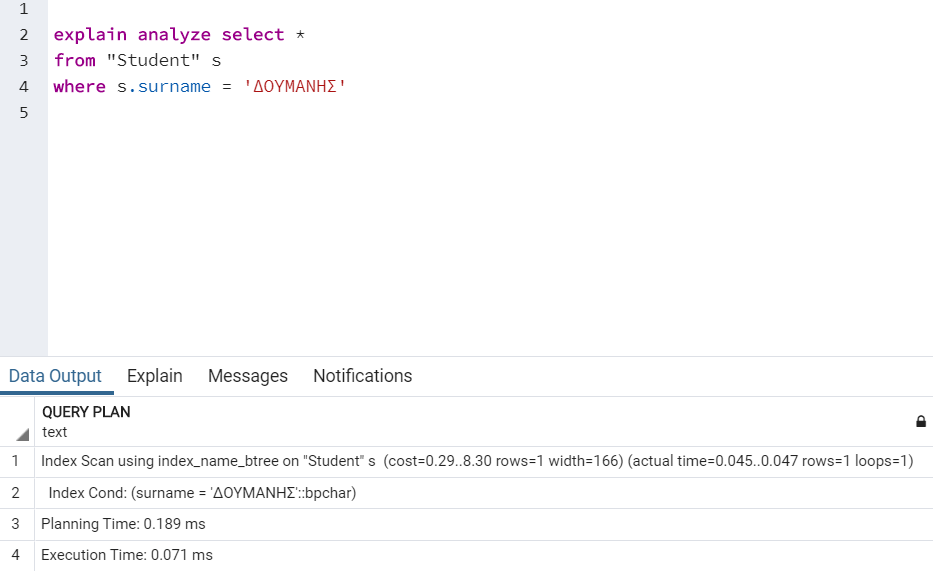 1
2 explain analyze select *
3 from "Student" s
4 where s.surname = 'ΔΟΥΜΑΝΗΣ'
5
Data Output Explain Messages Notifications
QUERY PLAN
text
1 Index Scan using index_name_btree on "Student" s (cost=0.29..8.30 rows=1 width=166) (actual time=0.045..0.047 rows=1 loops=1)
2 Index Cond: (surname = 'ΔΟΥΜΑΝΗΣ'::bpchar)
3 Planning Time: 0.189 ms
4 Execution Time: 0.071 ms